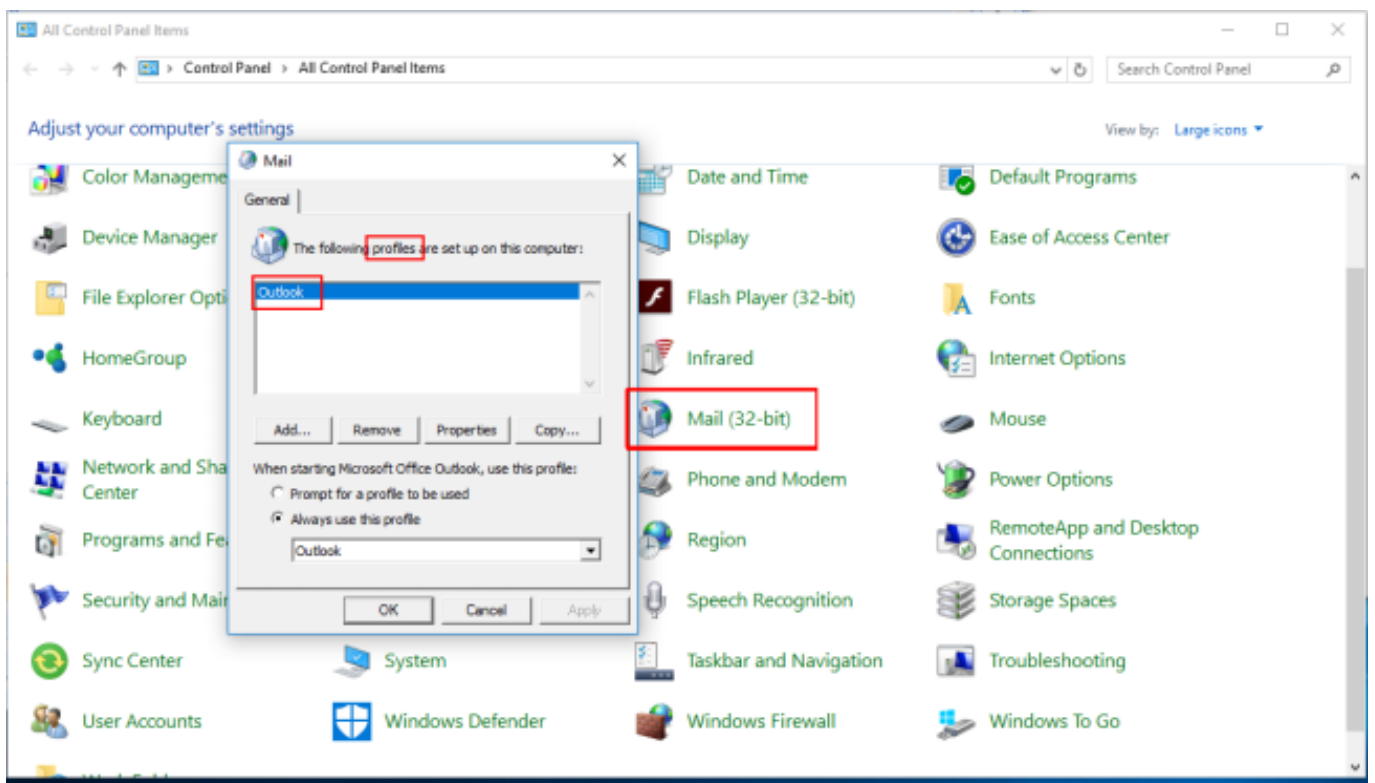 All Control Panel Items
Control Panel > All Control Panel Items
Search Control Panel
Adjust your computer's settings
View by: Large icons
Color Manageme
Date and Time
Default Programs
Device Manager
Display
Ease of Access Center
File Explorer Opti
Flash Player (32-bit)
Fonts
HomeGroup
Infrared
Internet Options
Keyboard
Mail (32-bit)
Mouse
Network and Sha
Center
Phone and Modem
Power Options
Programs and Fe
Region
RemoteApp and Desktop
Connections
Security and Main
Speech Recognition
Storage Spaces
Sync Center
System
Taskbar and Navigation
Troubleshooting
User Accounts
Windows Defender
Windows Firewall
Windows To Go
Mail
General
The following profiles are set up on this computer:
Outlook
Add...
Remove
Properties
Copy...
When starting Microsoft Office Outlook, use this profile:
Prompt for a profile to be used
Always use this profile
Outlook
OK
Cancel
Apply